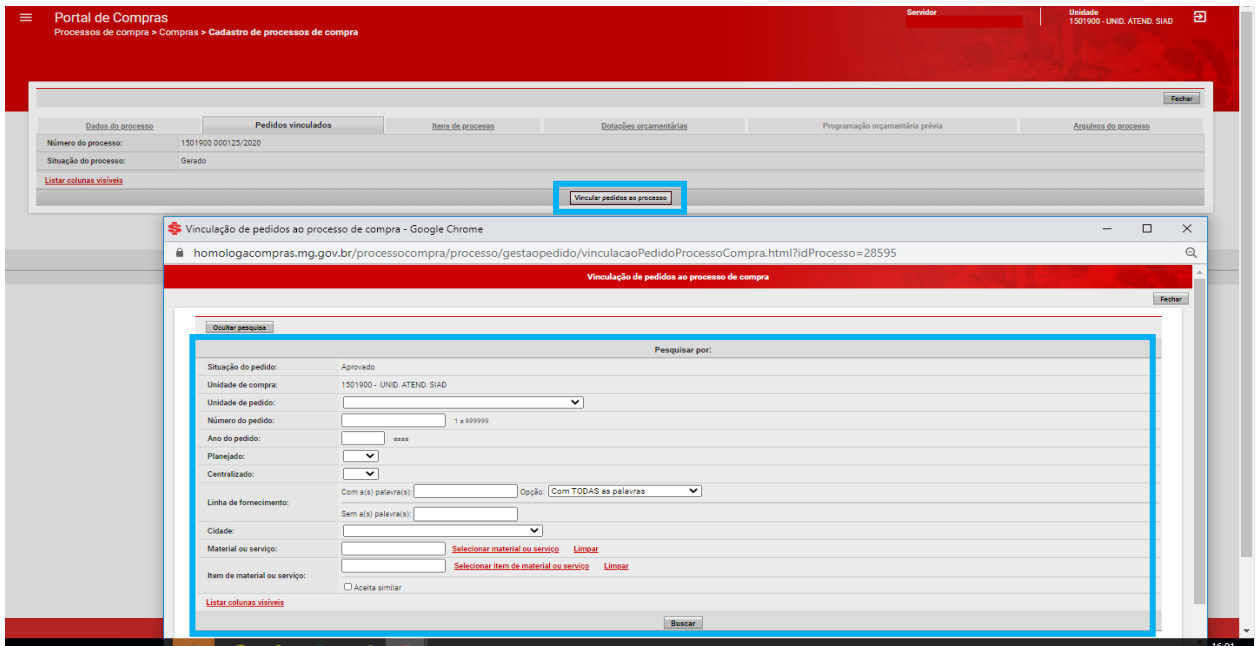 Portal de Compras
Processos de compra > Compras > Cadastro de processos de compra
Servidor
Unidade
1501900 - UNID. ATEND. SIAD
Fechar
Dados do processo Pedidos vinculados Itens de processo Dotações orçamentárias Programação orçamentária prévia Arquivos do processo
Número do processo: 1501900 000125/2020
Situação do processo: Gerado
Listar colunas visíveis
Vincular pedidos ao processo
Vinculação de pedidos ao processo de compra - Google Chrome
homologacompras.mg.gov.br/processocompra/processo/gestaopedido/vinculacaoPedidoProcessoCompra.html?idProcesso=28595
Vinculação de pedidos ao processo de compra
Fechar
Ocultar pesquisa
Pesquisar por:
Situação do pedido: Aprovado
Unidade de compra: 1501900 - UNID. ATEND. SIAD
Unidade de pedido:
Número do pedido: 1 a 999999
Ano do pedido: aaaa
Planejado:
Centralizado:
Linha de fornecimento: Com a(s) palavra(s): Opção: Com TODAS as palavras
Sem a(s) palavra(s):
Cidade:
Material ou serviço: Selecionar material ou serviço Limpar
Item de material ou serviço: Selecionar item de material ou serviço Limpar
Aceita similar
Listar colunas visíveis
Buscar